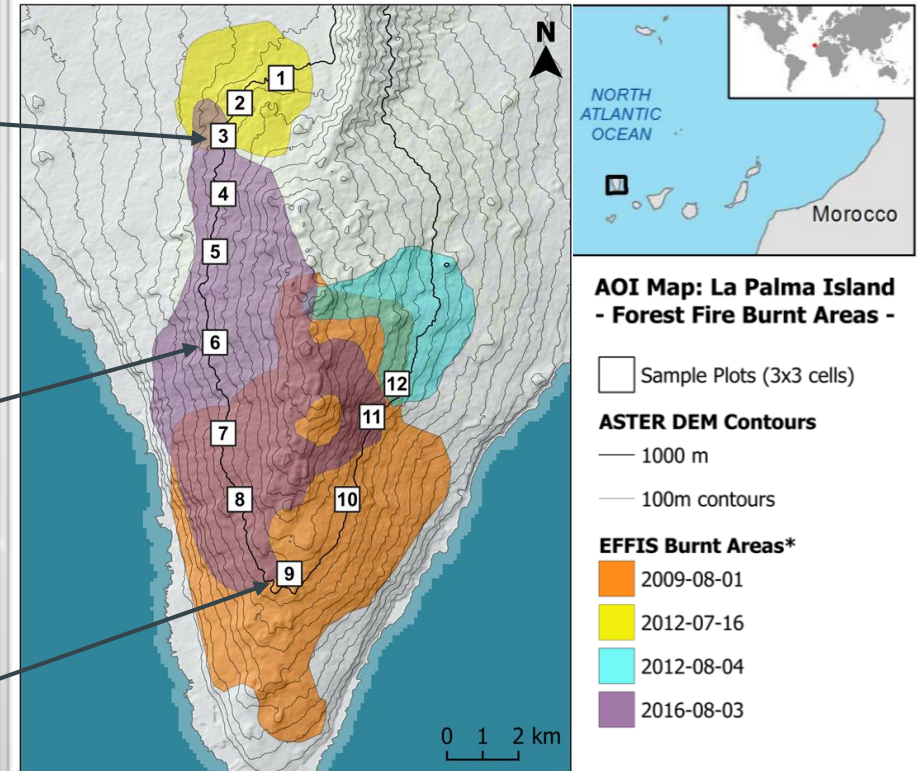 N
1
2
3
4
5
6
7
8
9
10
11
12
0 1 2 km
NORTH
ATLANTIC
OCEAN
Morocco
AOI Map: La Palma Island
- Forest Fire Burnt Areas -
Sample Plots (3x3 cells)
ASTER DEM Contours
1000 m
100m contours
EFFIS Burnt Areas*
2009-08-01
2012-07-16
2012-08-04
2016-08-03